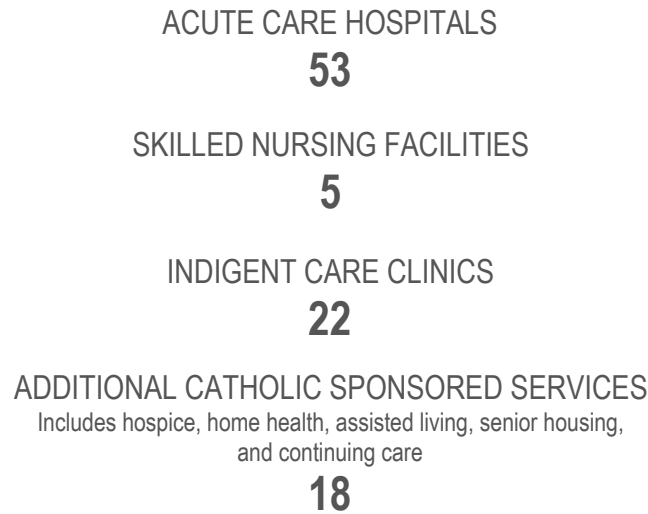 ACUTE CARE HOSPITALS
53
SKILLED NURSING FACILITIES
5
INDIGENT CARE CLINICS
22
ADDITIONAL CATHOLIC SPONSORED SERVICES
Includes hospice, home health, assisted living, senior housing,
and continuing care
18